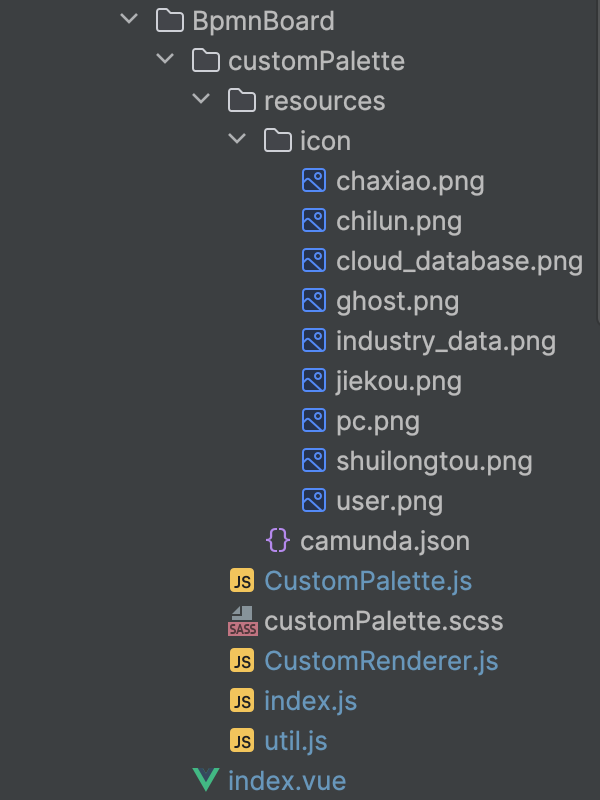 BpmnBoard
customPalette
resources
icon
chaxiao.png
chilun.png
cloud_database.png
ghost.png
industry_data.png
jiekou.png
pc.png
shuilongtou.png
user.png
{} camunda.json
JS CustomPalette.js
SASS customPalette.scss
JS CustomRenderer.js
JS index.js
JS util.js
index.vue